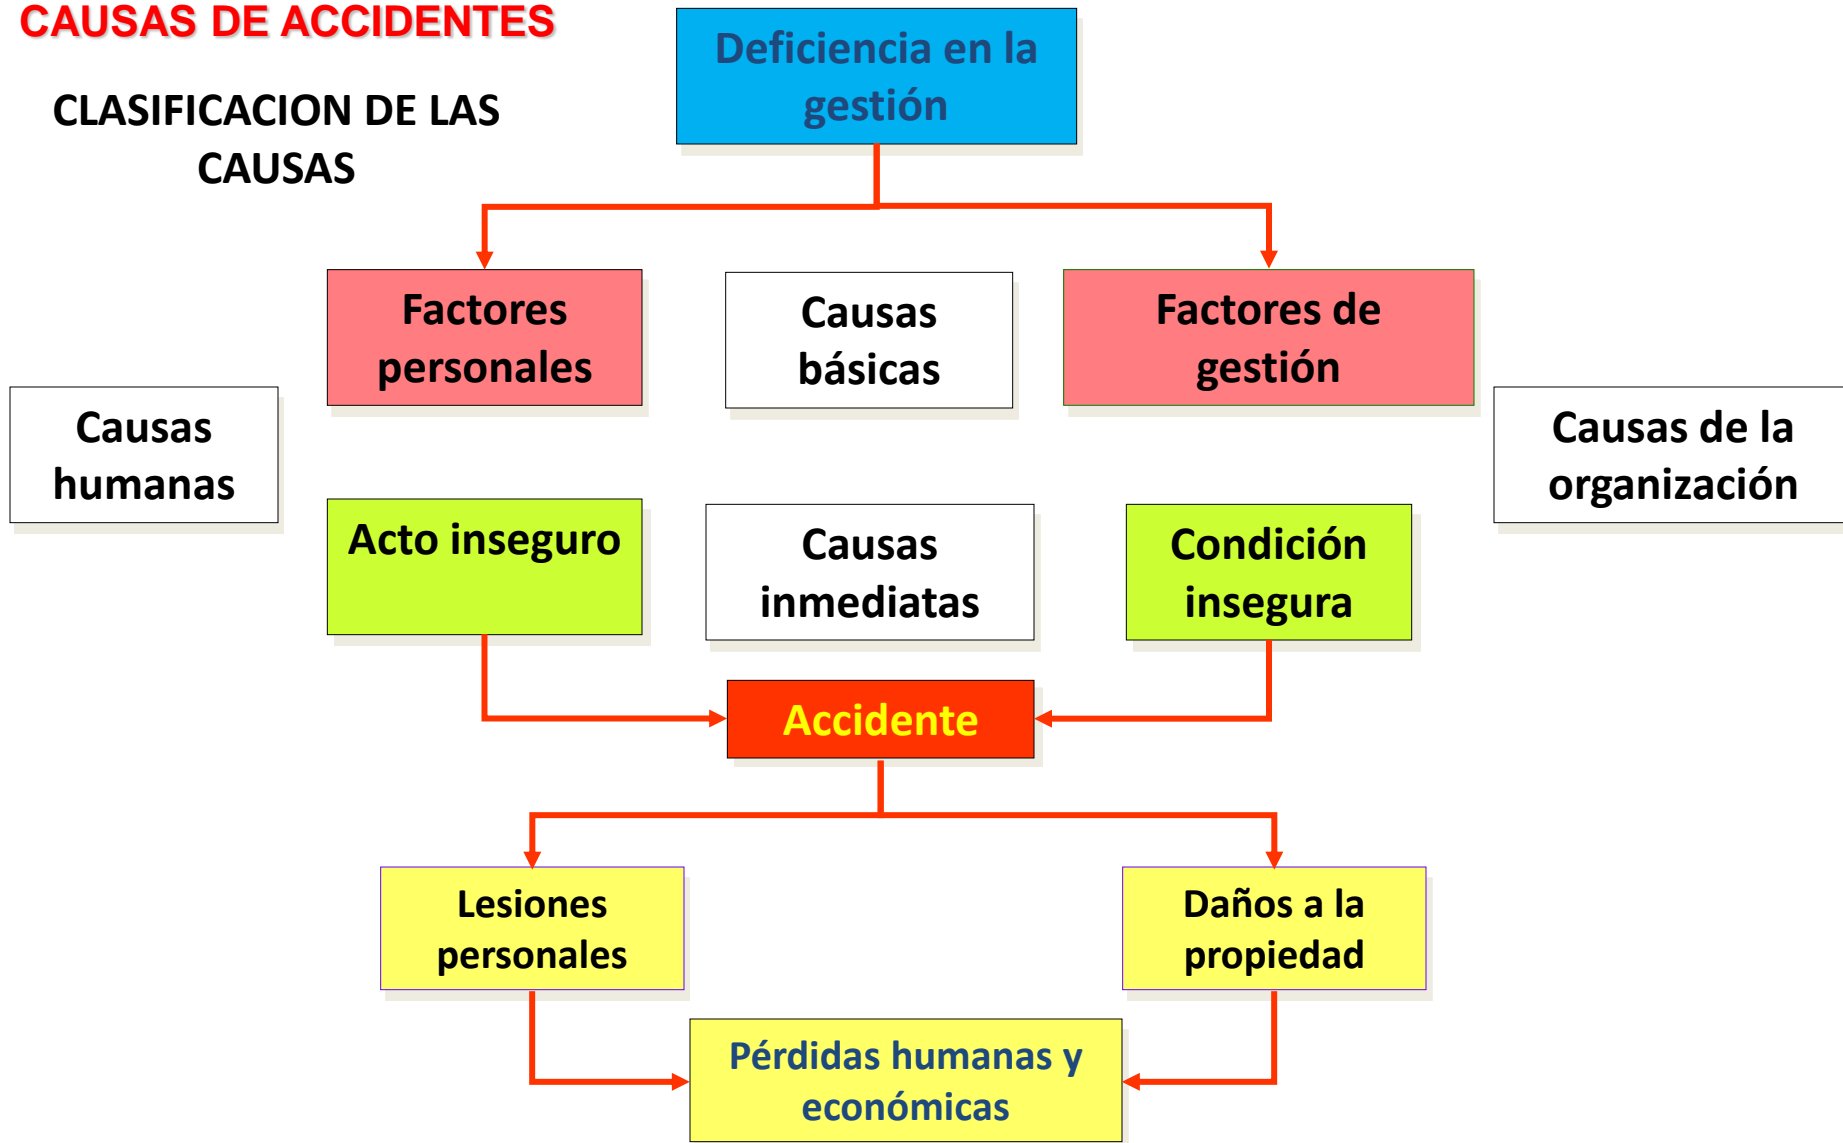 CAUSAS DE ACCIDENTES
CLASIFICACION DE LAS
CAUSAS
Deficiencia en la
gestión
Factores
personales
Causas
básicas
Factores de
gestión
Causas
humanas
Causas de la
organización
Acto inseguro
Causas
inmediatas
Condición
insegura
Accidente
Lesiones
personales
Daños a la
propiedad
Pérdidas humanas y
económicas